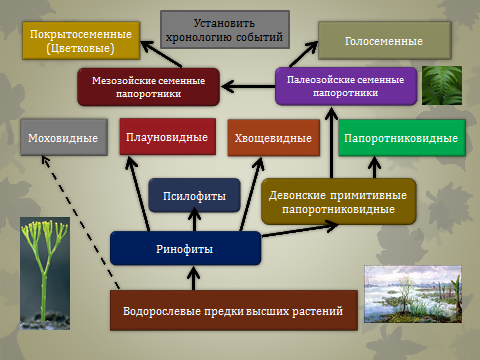 Установить
хронологию событий
Покрытосеменные
(Цветковые)
Голосеменные
Мезозойские семенные
папоротники
Палеозойские семенные
папоротники
Моховидные
Плауновидные
Хвощевидные
Папоротниковидные
Псилофиты
Девонские примитивные
папоротниковидные
Ринофиты
Водорослевые предки высших растений